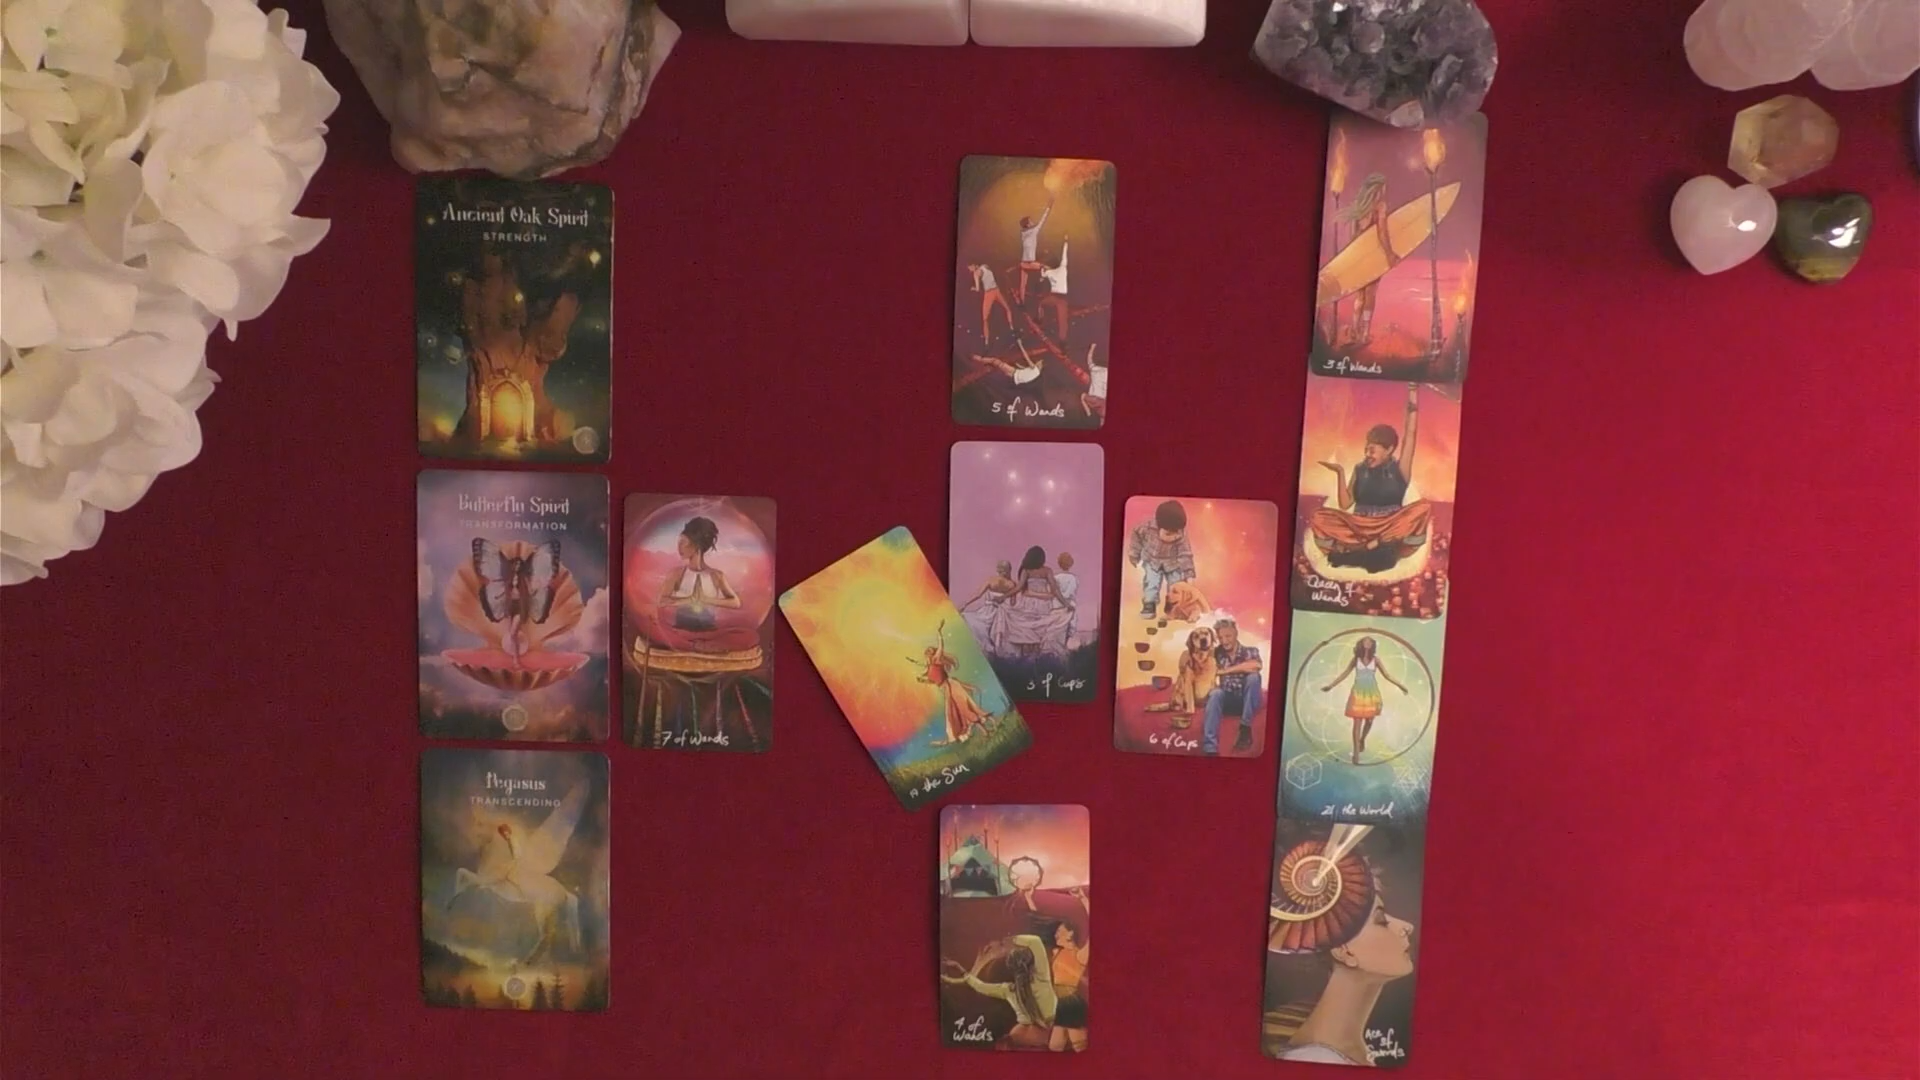 Ancient Oak Spirit
STRENGTH
Butterfly Spirit
TRANSFORMATION
Pegasus
TRANSCENDING
7 of Wands
5 of Wands
3 of Cups
19 the Sun
4 of
Wands
6 of Cups
3 of Wands
Queen of
Wands
21 the World
Ace
of
Swords